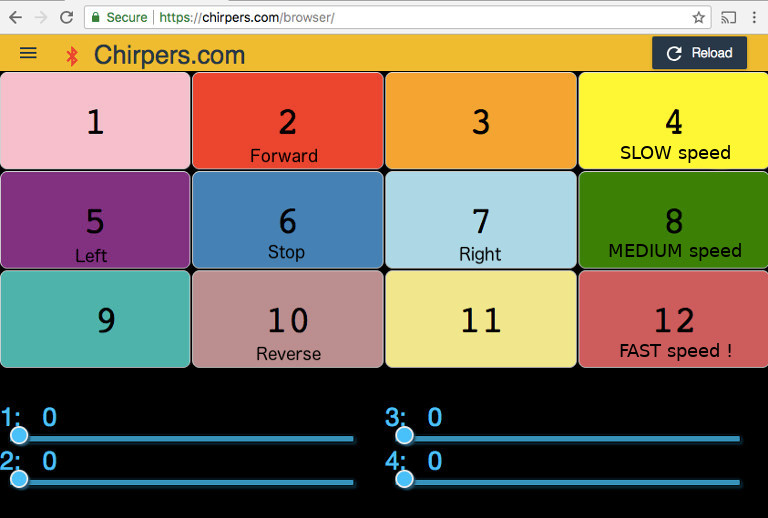 Secure https://chirpers.com/browser/
Chirpers.com Reload
1 2 3 4
Forward SLOW speed
5 6 7 8
Left Stop Right MEDIUM speed
9 10 11 12
Reverse FAST speed !
1: 0 3: 0
2: 0 4: 0